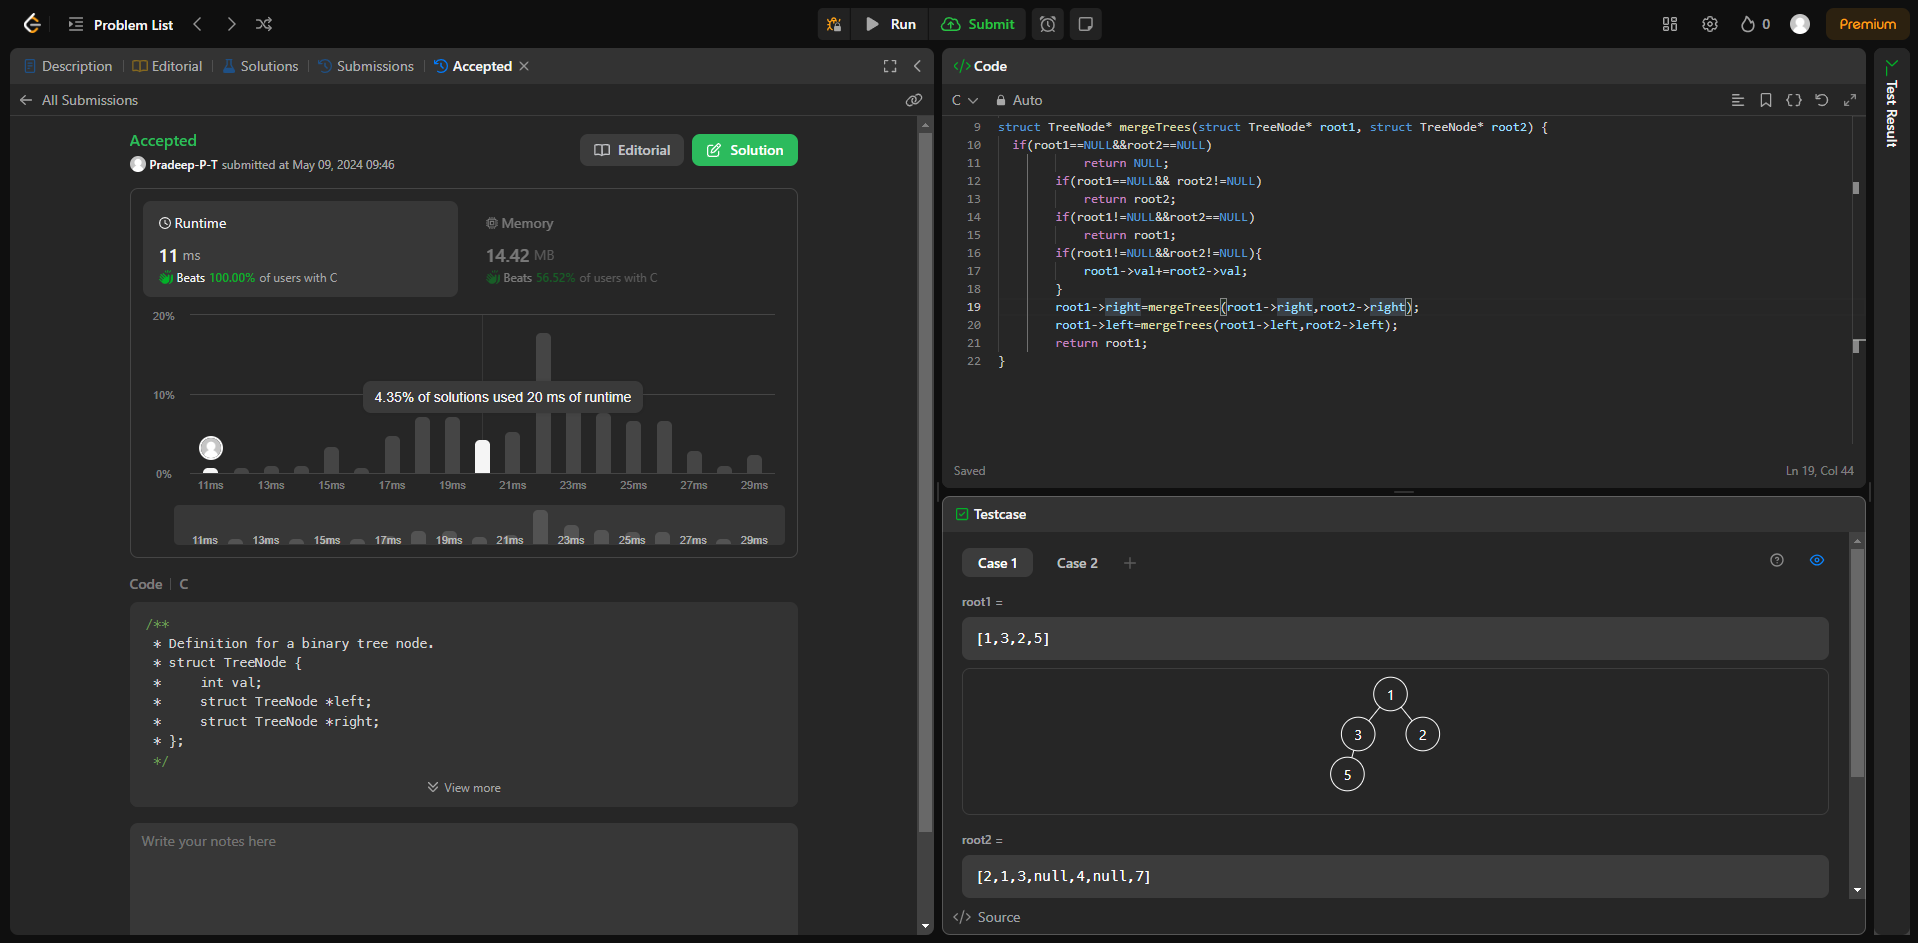 Problem List
Run
Submit
0
Premium
Description
Editorial
Solutions
Submissions
Accepted
All Submissions
Accepted
Pradeep-P-T submitted at May 09, 2024 09:46
Editorial
Solution
Runtime
11 ms
Beats 100.00% of users with C
Memory
14.42 MB
Beats 56.52% of users with C
20%
10%
0%
4.35% of solutions used 20 ms of runtime
11ms 13ms 15ms 17ms 19ms 21ms 23ms 25ms 27ms 29ms
11ms 13ms 15ms 17ms 19ms 21ms 23ms 25ms 27ms 29ms
Code | C
/**
* Definition for a binary tree node.
* struct TreeNode {
*     int val;
*     struct TreeNode *left;
*     struct TreeNode *right;
* };
*/
View more
Write your notes here
</> Code
C
Auto
9 struct TreeNode* mergeTrees(struct TreeNode* root1, struct TreeNode* root2) {
10   if(root1==NULL&&root2==NULL)
11             return NULL;
12         if(root1==NULL&& root2!=NULL)
13             return root2;
14         if(root1!=NULL&&root2==NULL)
15             return root1;
16         if(root1!=NULL&&root2!=NULL){
17             root1->val+=root2->val;
18         }
19         root1->right=mergeTrees(root1->right,root2->right);
20         root1->left=mergeTrees(root1->left,root2->left);
21         return root1;
22 }
Saved
Ln 19, Col 44
Testcase
Case 1
Case 2
+
root1 =
[1,3,2,5]
1
3
2
5
root2 =
[2,1,3,null,4,null,7]
</> Source
Test Result